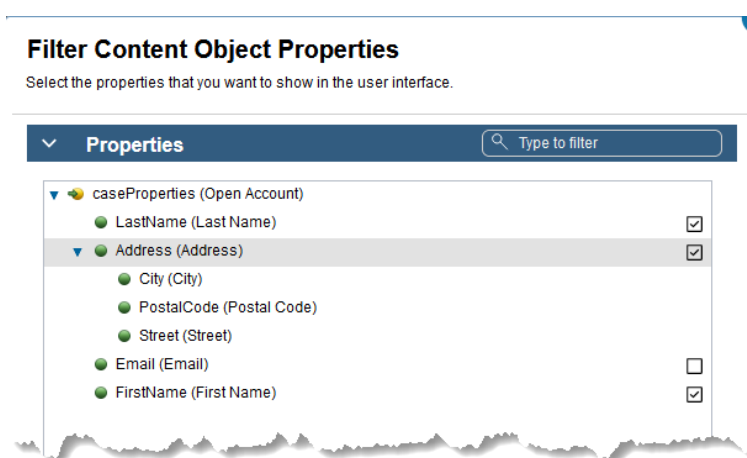 Filter Content Object Properties
Select the properties that you want to show in the user interface.
Properties
Type to filter
caseProperties (Open Account)
LastName (Last Name)
Address (Address)
City (City)
PostalCode (Postal Code)
Street (Street)
Email (Email)
FirstName (First Name)